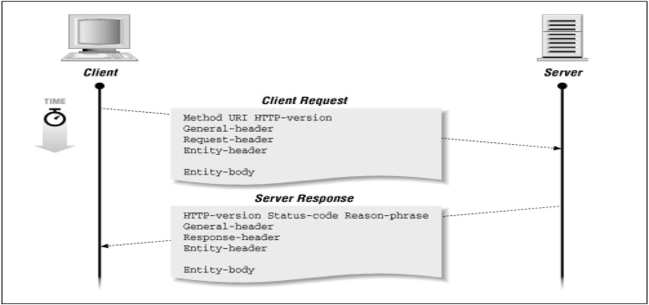 Client
Server
TIME
Client Request
Method URI HTTP-version
General-header
Request-header
Entity-header
Entity-body
Server Response
HTTP-version Status-code Reason-phrase
General-header
Response-header
Entity-header
Entity-body